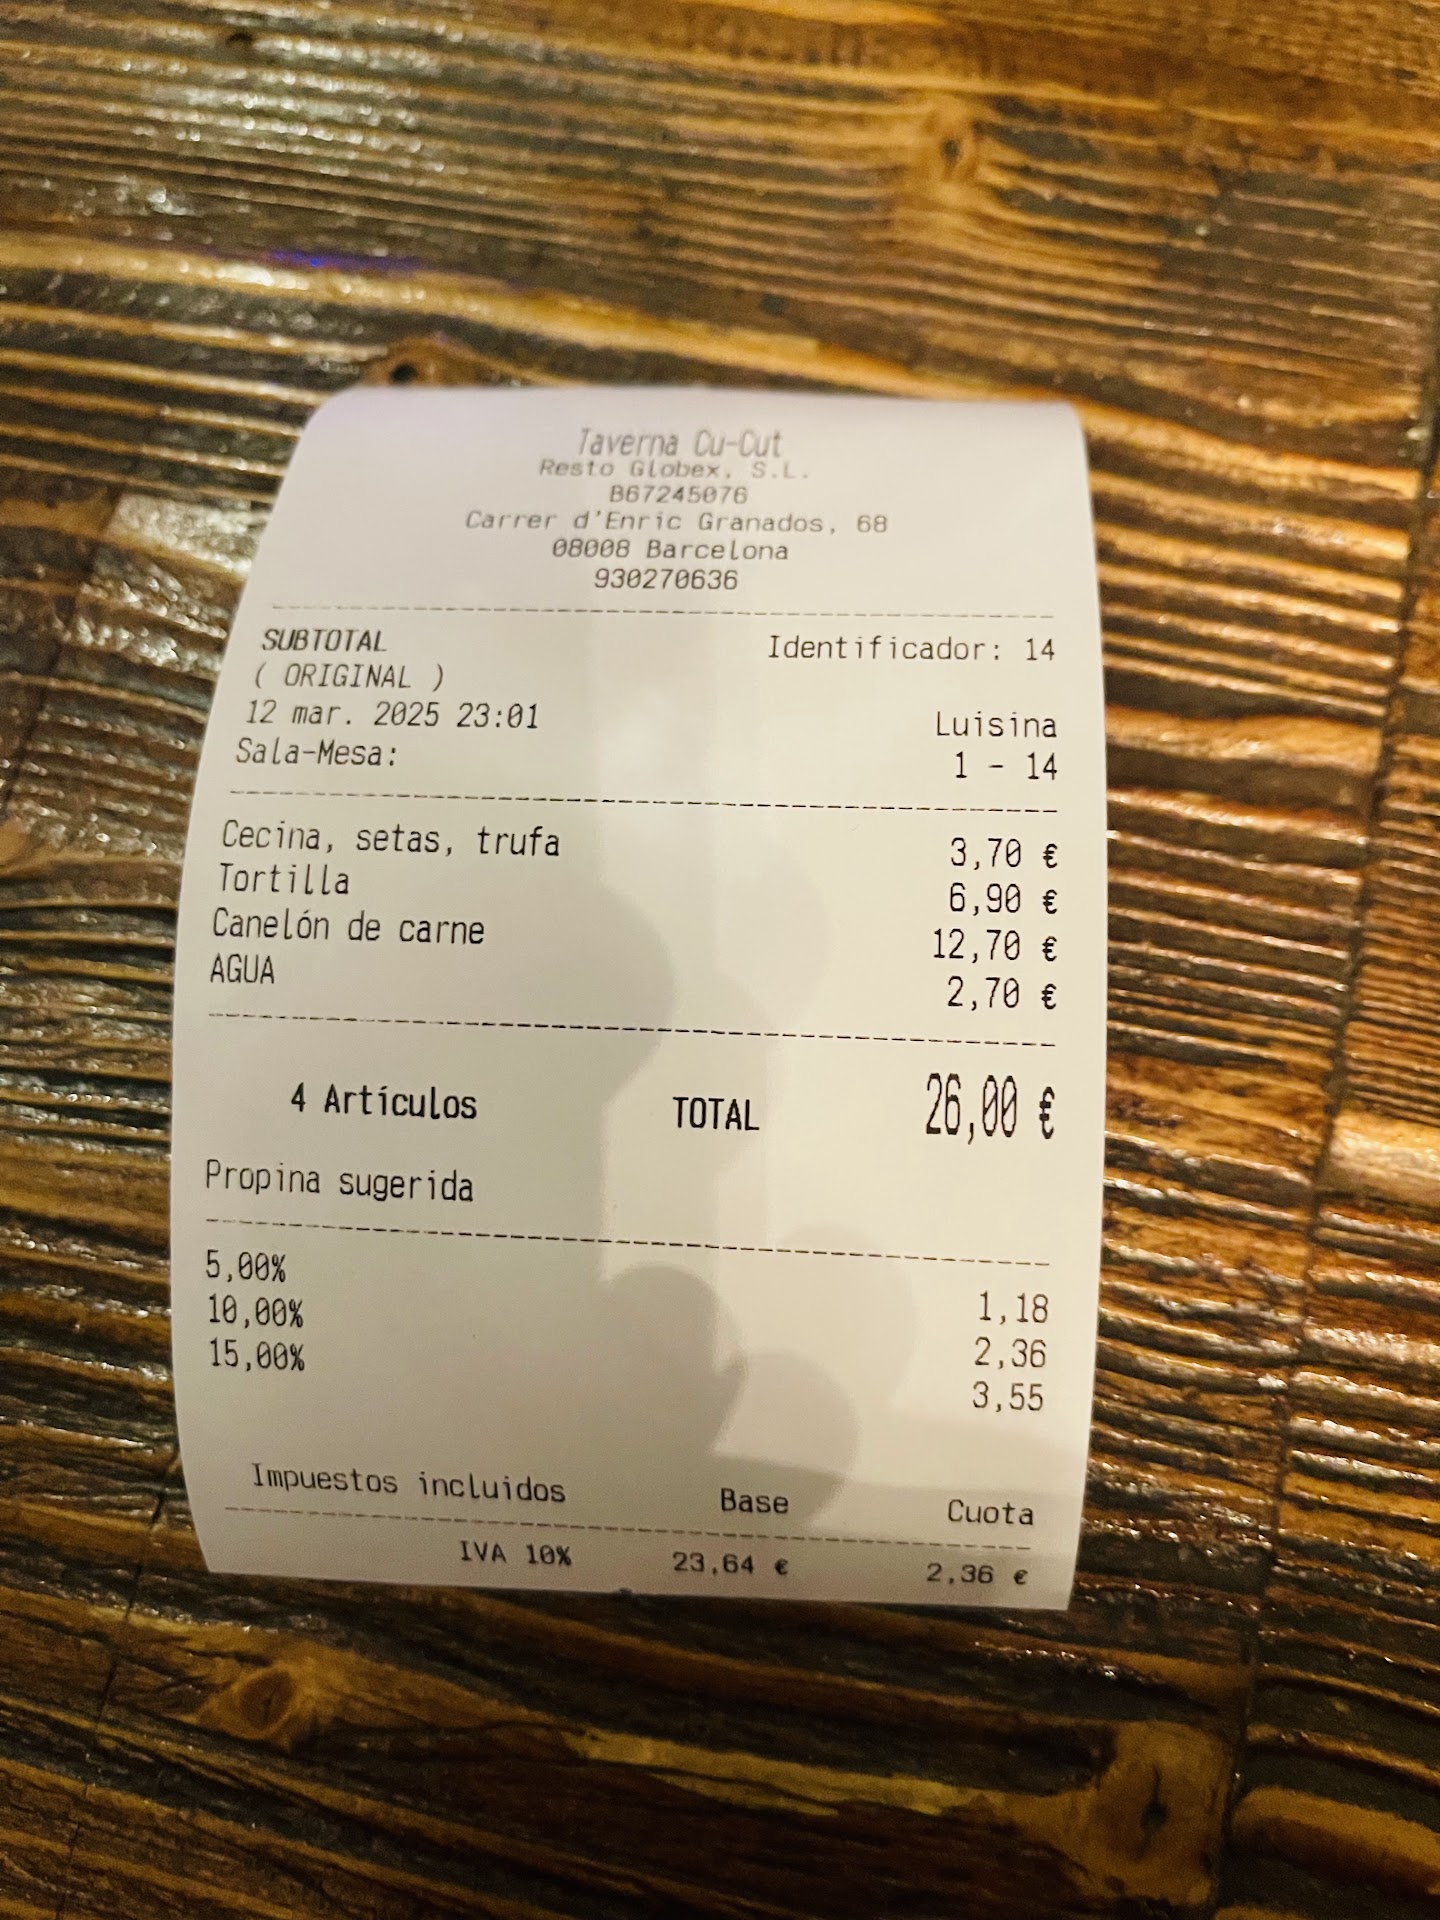 Taverna Cu-Cut
Resto Globex, S.L.
B67245076
Carrer d'Enric Granados, 68
08008 Barcelona
930270636
SUBTOTAL Identificador: 14
( ORIGINAL )
12 mar. 2025 23:01 Luisina
Sala-Mesa: 1 - 14
Cecina, setas, trufa 3,70 €
Tortilla 6,90 €
Canelón de carne 12,70 €
AGUA 2,70 €
4 Artículos TOTAL 26,00 €
Propina sugerida
5,00% 1,18
10,00% 2,36
15,00% 3,55
Impuestos incluidos Base Cuota
IVA 10% 23,64 € 2,36 €